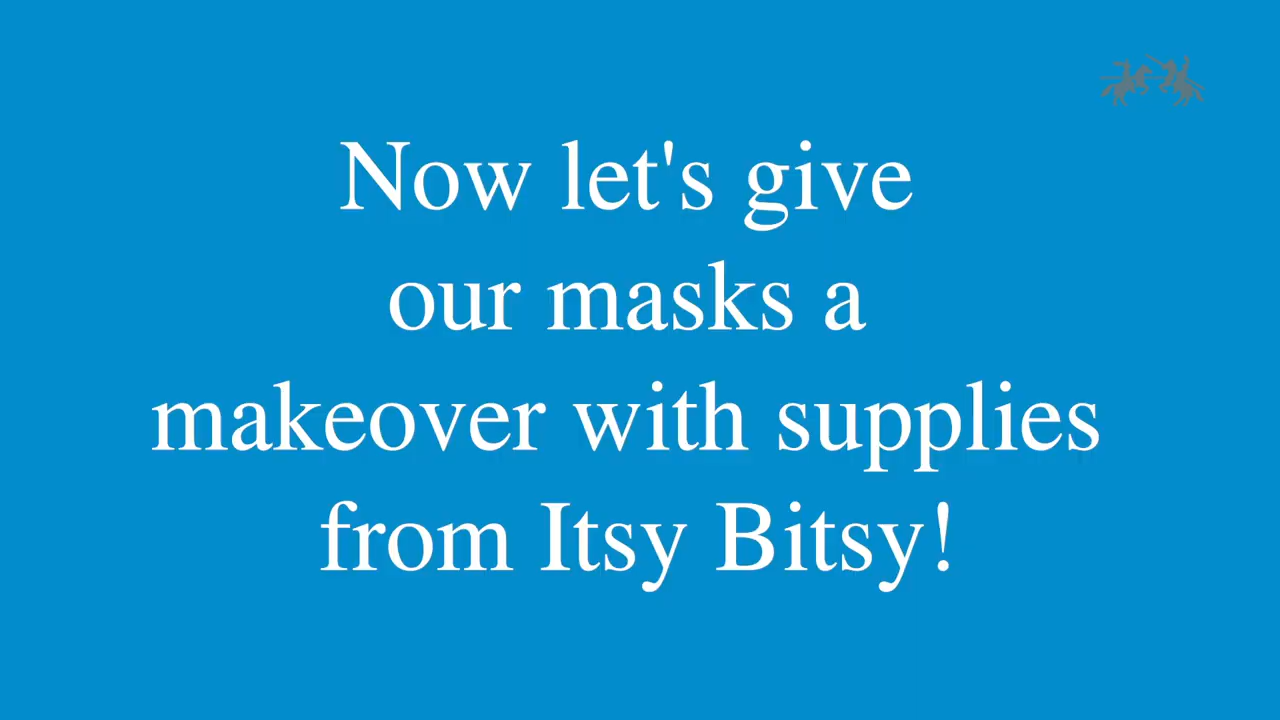 Now let's give
our masks a
makeover with supplies
from Itsy Bitsy!